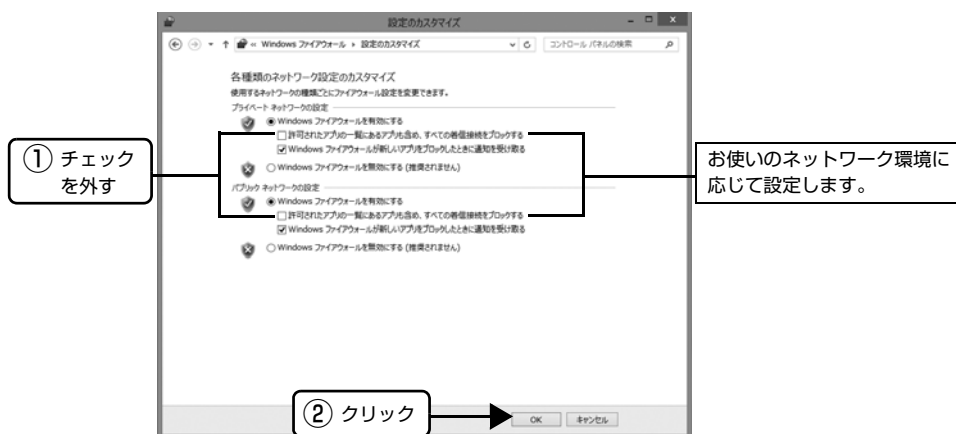 設定のカスタマイズ
« Windows ファイアウォール › 設定のカスタマイズ
コントロール パネルの検索
各種類のネットワーク設定のカスタマイズ
使用するネットワークの種類ごとにファイアウォール設定を変更できます。
プライベート ネットワークの設定
Windows ファイアウォールを有効にする
許可されたアプリの一覧にあるアプリも含め、すべての着信接続をブロックする
Windows ファイアウォールが新しいアプリをブロックしたときに通知を受け取る
Windows ファイアウォールを無効にする (推奨されません)
① チェック
を外す
お使いのネットワーク環境に
応じて設定します。
パブリック ネットワークの設定
Windows ファイアウォールを有効にする
許可されたアプリの一覧にあるアプリも含め、すべての着信接続をブロックする
Windows ファイアウォールが新しいアプリをブロックしたときに通知を受け取る
Windows ファイアウォールを無効にする (推奨されません)
② クリック
OK
キャンセル